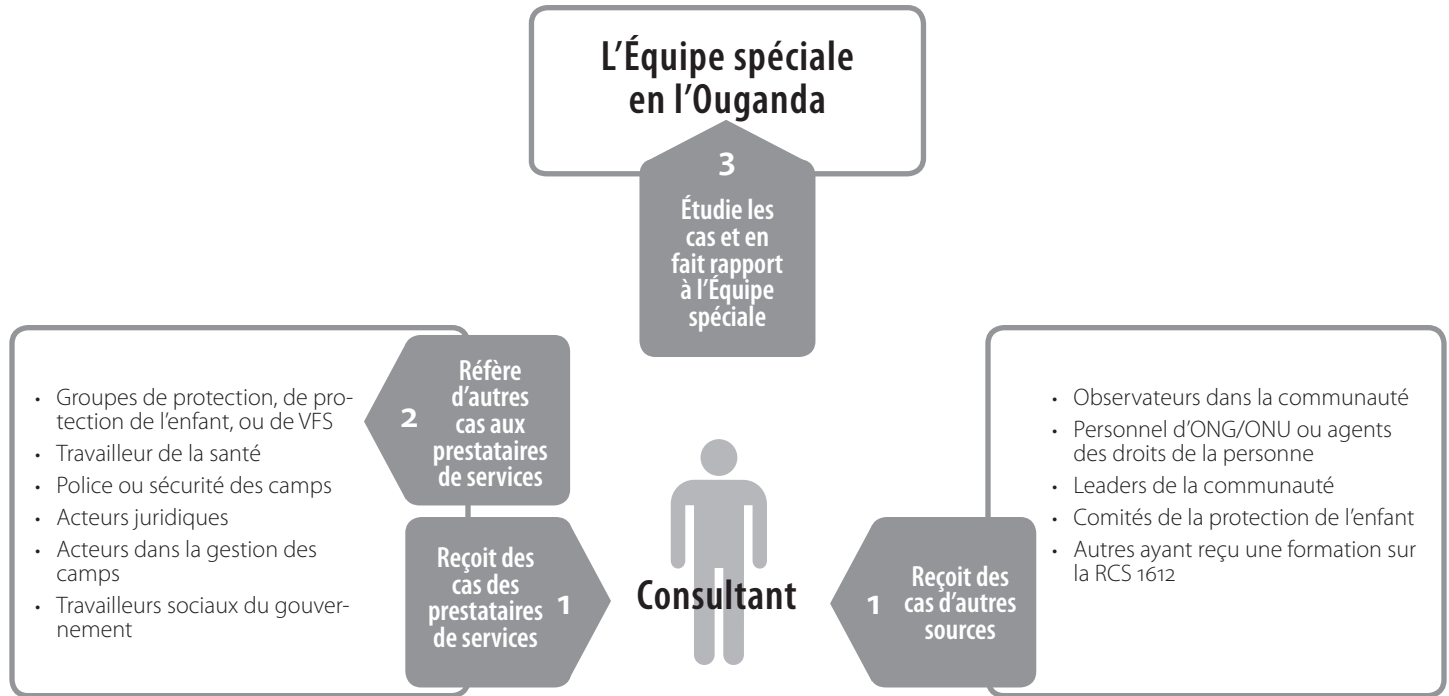 L'Équipe spéciale
en l'Ouganda
3
Étudie les
cas et en
fait rapport
à l'Équipe
spéciale
• Groupes de protection, de pro-
tection de l'enfant, ou de VFS
• Travailleur de la santé
• Police ou sécurité des camps
• Acteurs juridiques
• Acteurs dans la gestion des
camps
• Travailleurs sociaux du gouver-
nement
2
Réfère
d'autres
cas aux
prestataires
de services
Reçoit des
cas des
prestataires
de services
1
Consultant
1
Reçoit des
cas d'autres
sources
• Observateurs dans la communauté
• Personnel d'ONG/ONU ou agents
des droits de la personne
• Leaders de la communauté
• Comités de la protection de l'enfant
• Autres ayant reçu une formation sur
la RCS 1612